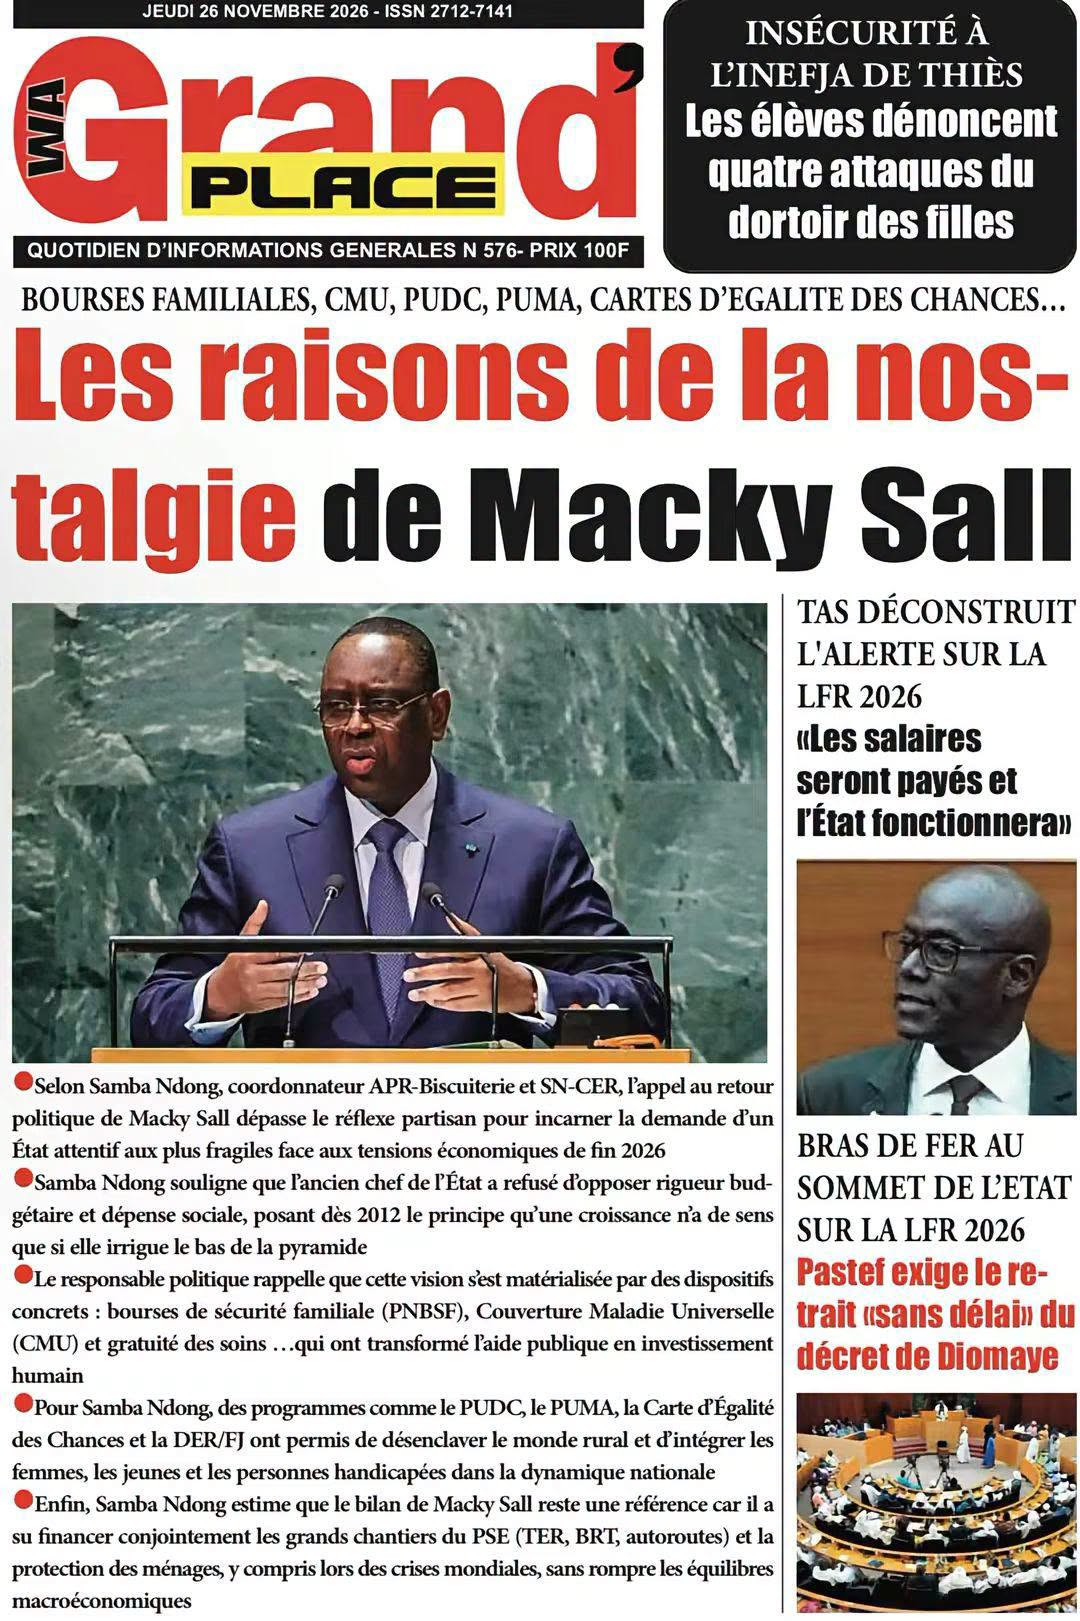 JEUDI 26 NOVEMBRE 2026 - ISSN 2712-7141
WA
Grand'
PLACE
QUOTIDIEN D'INFORMATIONS GENERALES N 576- PRIX 100F
INSÉCURITÉ À
L'INEFJA DE THIÈS
Les élèves dénoncent
quatre attaques du
dortoir des filles
BOURSES FAMILIALES, CMU, PUDC, PUMA, CARTES D'EGALITE DES CHANCES…
Les raisons de la nos-
talgie de Macky Sall
●Selon Samba Ndong, coordonnateur APR-Biscuiterie et SN-CER, l'appel au retour
politique de Macky Sall dépasse le réflexe partisan pour incarner la demande d'un
État attentif aux plus fragiles face aux tensions économiques de fin 2026
●Samba Ndong souligne que l'ancien chef de l'État a refusé d'opposer rigueur bud-
gétaire et dépense sociale, posant dès 2012 le principe qu'une croissance n'a de sens
que si elle irrigue le bas de la pyramide
●Le responsable politique rappelle que cette vision s'est matérialisée par des dispositifs
concrets : bourses de sécurité familiale (PNBSF), Couverture Maladie Universelle
(CMU) et gratuité des soins …qui ont transformé l'aide publique en investissement
humain
●Pour Samba Ndong, des programmes comme le PUDC, le PUMA, la Carte d'Égalité
des Chances et la DER/FJ ont permis de désenclaver le monde rural et d'intégrer les
femmes, les jeunes et les personnes handicapées dans la dynamique nationale
●Enfin, Samba Ndong estime que le bilan de Macky Sall reste une référence car il a
su financer conjointement les grands chantiers du PSE (TER, BRT, autoroutes) et la
protection des ménages, y compris lors des crises mondiales, sans rompre les équilibres
macroéconomiques
TAS DÉCONSTRUIT
L'ALERTE SUR LA
LFR 2026
«Les salaires
seront payés et
l'État fonctionnera»
BRAS DE FER AU
SOMMET DE L'ETAT
SUR LA LFR 2026
Pastef exige le re-
trait «sans délai» du
décret de Diomaye